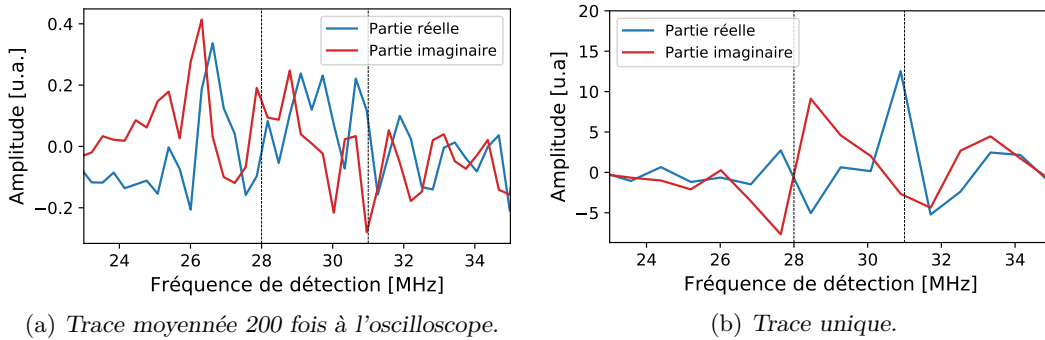 Amplitude [u.a.]
0.4
0.2
0.0
−0.2
Partie réelle
Partie imaginaire
24
26
28
30
32
34
Fréquence de détection [MHz]
(a) Trace moyennée 200 fois à l'oscilloscope.
Amplitude [u.a]
20
15
10
5
0
−5
Partie réelle
Partie imaginaire
24
26
28
30
32
34
Fréquence de détection [MHz]
(b) Trace unique.